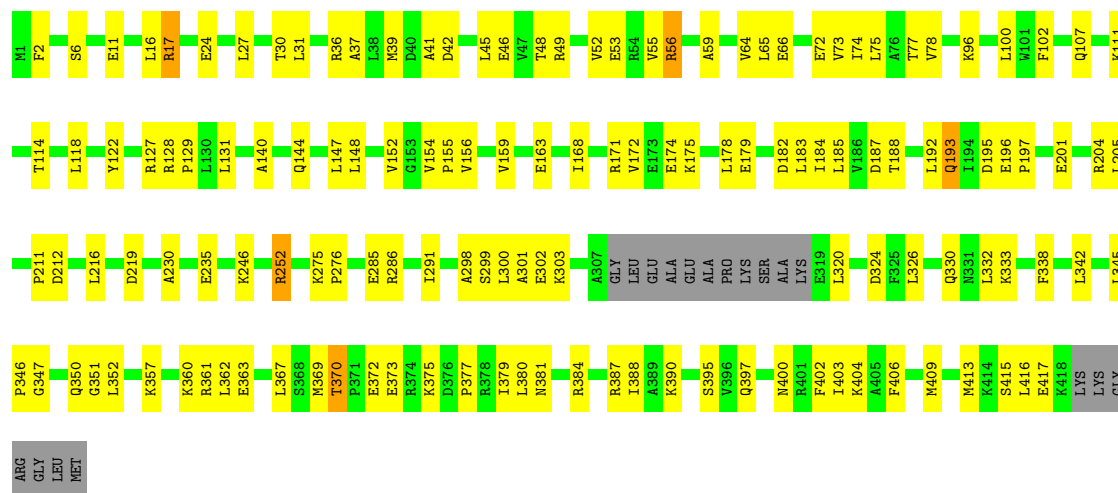 M1 F2 S6 E11 L16 R17 E24 L27 T30 L31 R36 A37 L38 M39 D40 A41 D42 L45 E46 V47 T48 R49 V52 E53 R54 V55 R56 A59 V64 L65 E66 E72 V73 I74 L75 A76 T77 V78 K96 L100 W101 F102 Q107 K111
T114 L118 Y122 R127 R128 P129 L130 L131 A140 Q144 L147 L148 V152 G153 V154 P155 V156 V159 E163 I168 R171 V172 E173 E174 K175 L178 E179 D182 L183 I184 L185 V186 D187 T188 L192 Q193 I194 D195 E196 P197 E201 R204 L205
P211 D212 L216 D219 A230 E235 K246 R252 K275 P276 E285 R286 I291 A298 S299 L300 A301 E302 K303 A307 GLY LEU GLU ALA GLU ALA PRO LYS SER ALA LYS E319 L320 D324 F325 L326 Q330 N331 L332 K333 F338 L342 L345
P346 G347 Q350 G351 L352 K357 K360 R361 L362 E363 L367 S368 M369 T370 P371 E372 E373 R374 K375 D376 P377 R378 I379 L380 N381 R384 R387 I388 A389 K390 S395 V396 Q397 N400 R401 F402 I403 K404 A405 F406 M409 M413 K414 S415 L416 E417 K418 LYS LYS GLY
ARG GLY LEU MET